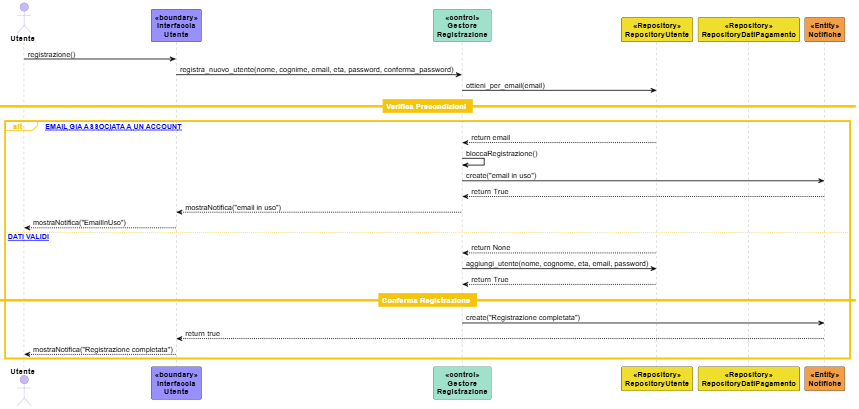 «boundary»
Interfaccia
Utente
«control»
Gestore
Registrazione
«Repository»
RepositoryUtente
«Repository»
RepositoryDatiPagamento
«Entity»
Notifiche
Utente
registrazione()
registra_nuovo_utente(nome, cognime, email, eta, password, conferma_password)
ottieni_per_email(email)
Verifica Precondizioni
alt
EMAIL GIA ASSOCIATA A UN ACCOUNT
return email
bloccaRegistrazione()
create("email in uso")
return True
mostraNotifica("email in uso")
mostraNotifica("EmailInUso")
DATI VALIDI
return None
aggiungi_utente(nome, cognome, eta, email, password)
return True
Conferma Registrazione
create("Registrazione completata")
return true
mostraNotifica("Registrazione completata")
Utente
«boundary»
Interfaccia
Utente
«control»
Gestore
Registrazione
«Repository»
RepositoryUtente
«Repository»
RepositoryDatiPagamento
«Entity»
Notifiche